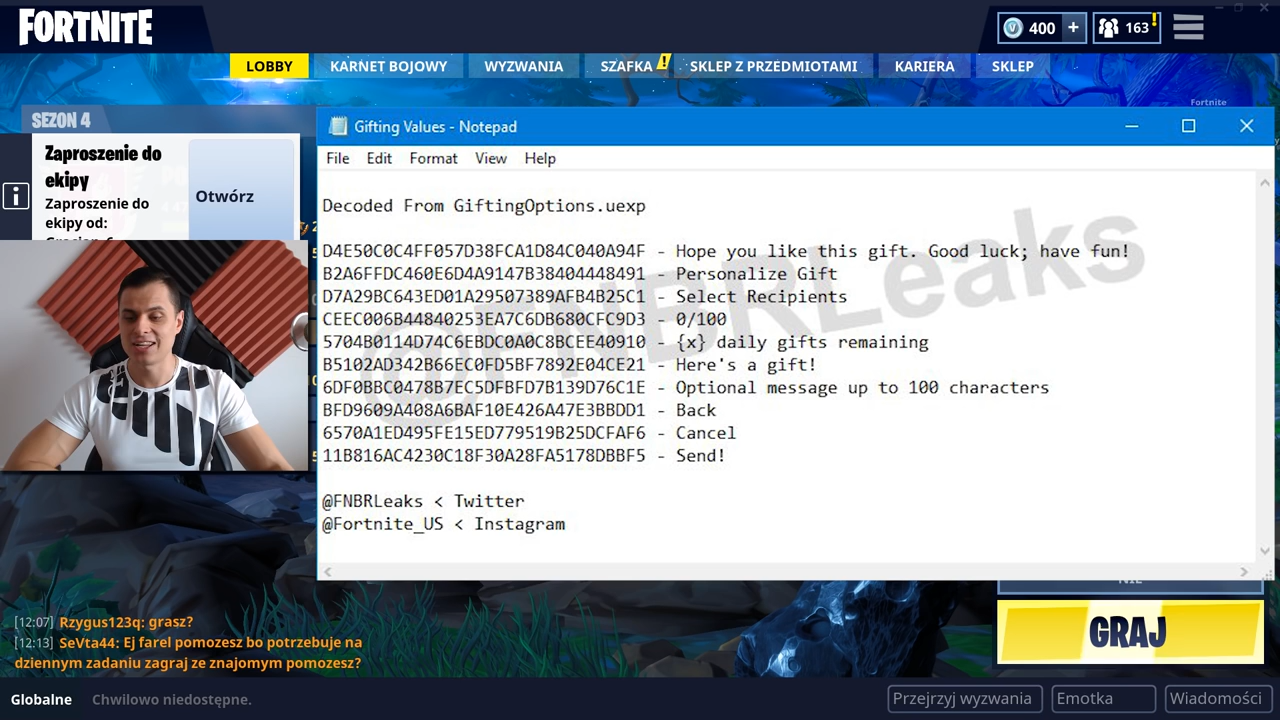 FORTNITE
400 +
163
LOBBY
KARNET BOJOWY
WYZWANIA
SZAFKA
SKLEP Z PRZEDMIOTAMI
KARIERA
SKLEP
Fortnite
SEZON 4
Zaproszenie do
ekipy
Zaproszenie do
ekipy od:
Otwórz
Gifting Values - Notepad
File Edit Format View Help
Decoded From GiftingOptions.uexp
D4E50C0C4FF057D38FCA1D84C040A94F - Hope you like this gift. Good luck; have fun!
B2A6FFDC460E6D4A9147B38404448491 - Personalize Gift
D7A29BC643ED01A29507389AFB4B25C1 - Select Recipients
CEEC006B44840253EA7C6DB680CFC9D3 - 0/100
5704B0114D74C6EBDC0A0C8BCEE40910 - {x} daily gifts remaining
B5102AD342B66EC0FD5BF7892E04CE21 - Here's a gift!
6DF0BBC0478B7EC5DFBFD7B139D76C1E - Optional message up to 100 characters
BFD9609A408A6BAF10E426A47E3BBDD1 - Back
6570A1ED495FE15ED779519B25DCFAF6 - Cancel
11B816AC4230C18F30A28FA5178DBBF5 - Send!
@FNBRLeaks < Twitter
@Fortnite_US < Instagram
@FNBRLeaks
NIE
GRAJ
[12:07] Rzygus123q: grasz?
[12:13] SeVta44: Ej farel pomozesz bo potrzebuje na
dziennym zadaniu zagraj ze znajomym pomozesz?
Globalne Chwilowo niedostępne.
Przejrzyj wyzwania
Emotka
Wiadomości